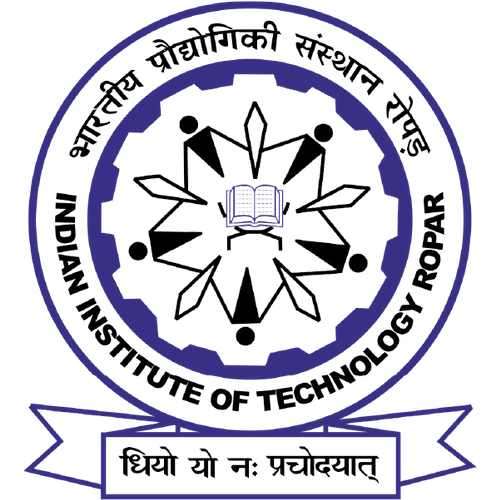 भारतीय प्रौद्योगिकी संस्थान रोपड़
INDIAN INSTITUTE OF TECHNOLOGY ROPAR
धियो यो नः प्रचोदयात्